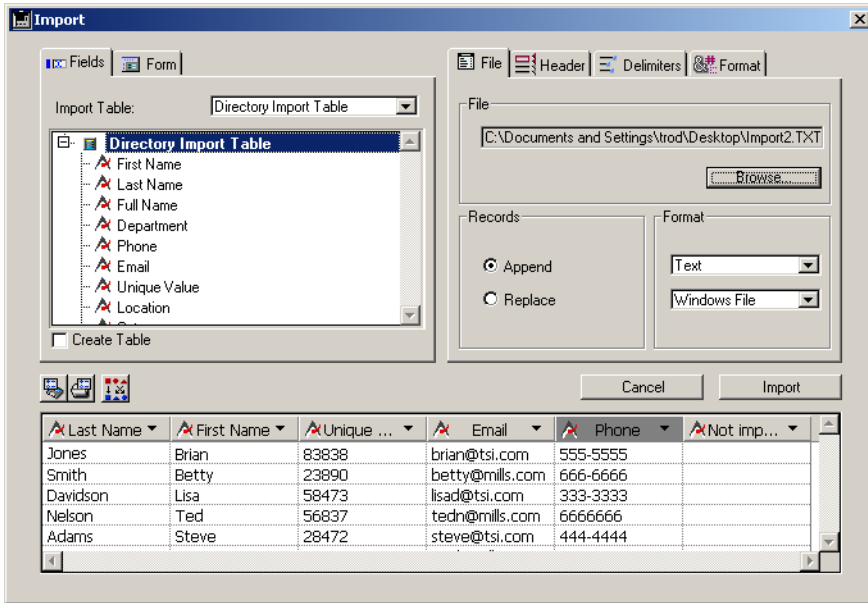 Import
Fields Form
Import Table: Directory Import Table
Directory Import Table
First Name
Last Name
Full Name
Department
Phone
Email
Unique Value
Location
Create Table
File Header Delimiters Format
File
C:\Documents and Settings\trod\Desktop\Import2.TXT
Browse...
Records
Append
Replace
Format
Text
Windows File
Cancel Import
Last Name First Name Unique ... Email Phone Not imp...
Jones Brian 83838 brian@tsi.com 555-5555
Smith Betty 23890 betty@mills.com 666-6666
Davidson Lisa 58473 lisad@tsi.com 333-3333
Nelson Ted 56837 tedn@mills.com 6666666
Adams Steve 28472 steve@tsi.com 444-4444